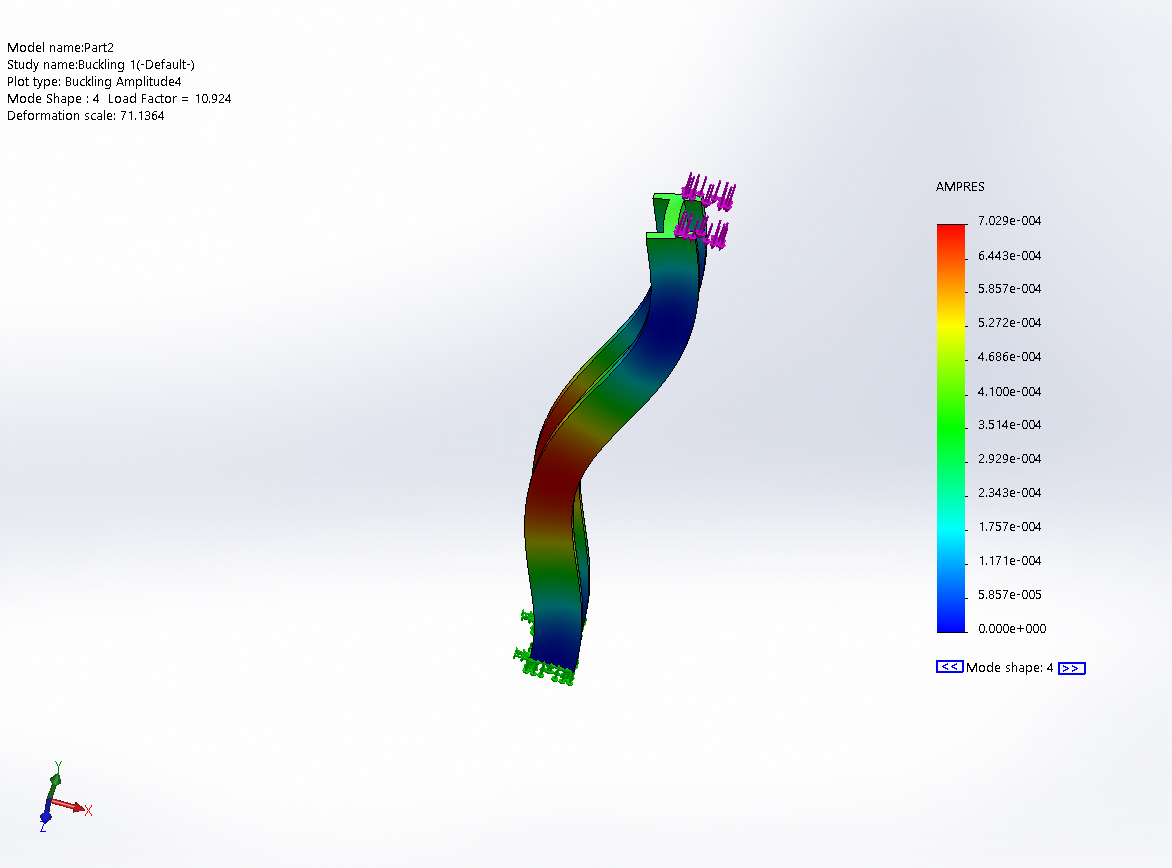 Model name:Part2
Study name:Buckling 1(-Default-)
Plot type: Buckling Amplitude4
Mode Shape : 4  Load Factor =  10.924
Deformation scale: 71.1364
AMPRES
7.029e-004
6.443e-004
5.857e-004
5.272e-004
4.686e-004
4.100e-004
3.514e-004
2.929e-004
2.343e-004
1.757e-004
1.171e-004
5.857e-005
0.000e+000
<< Mode shape: 4 >>
Y
X
Z